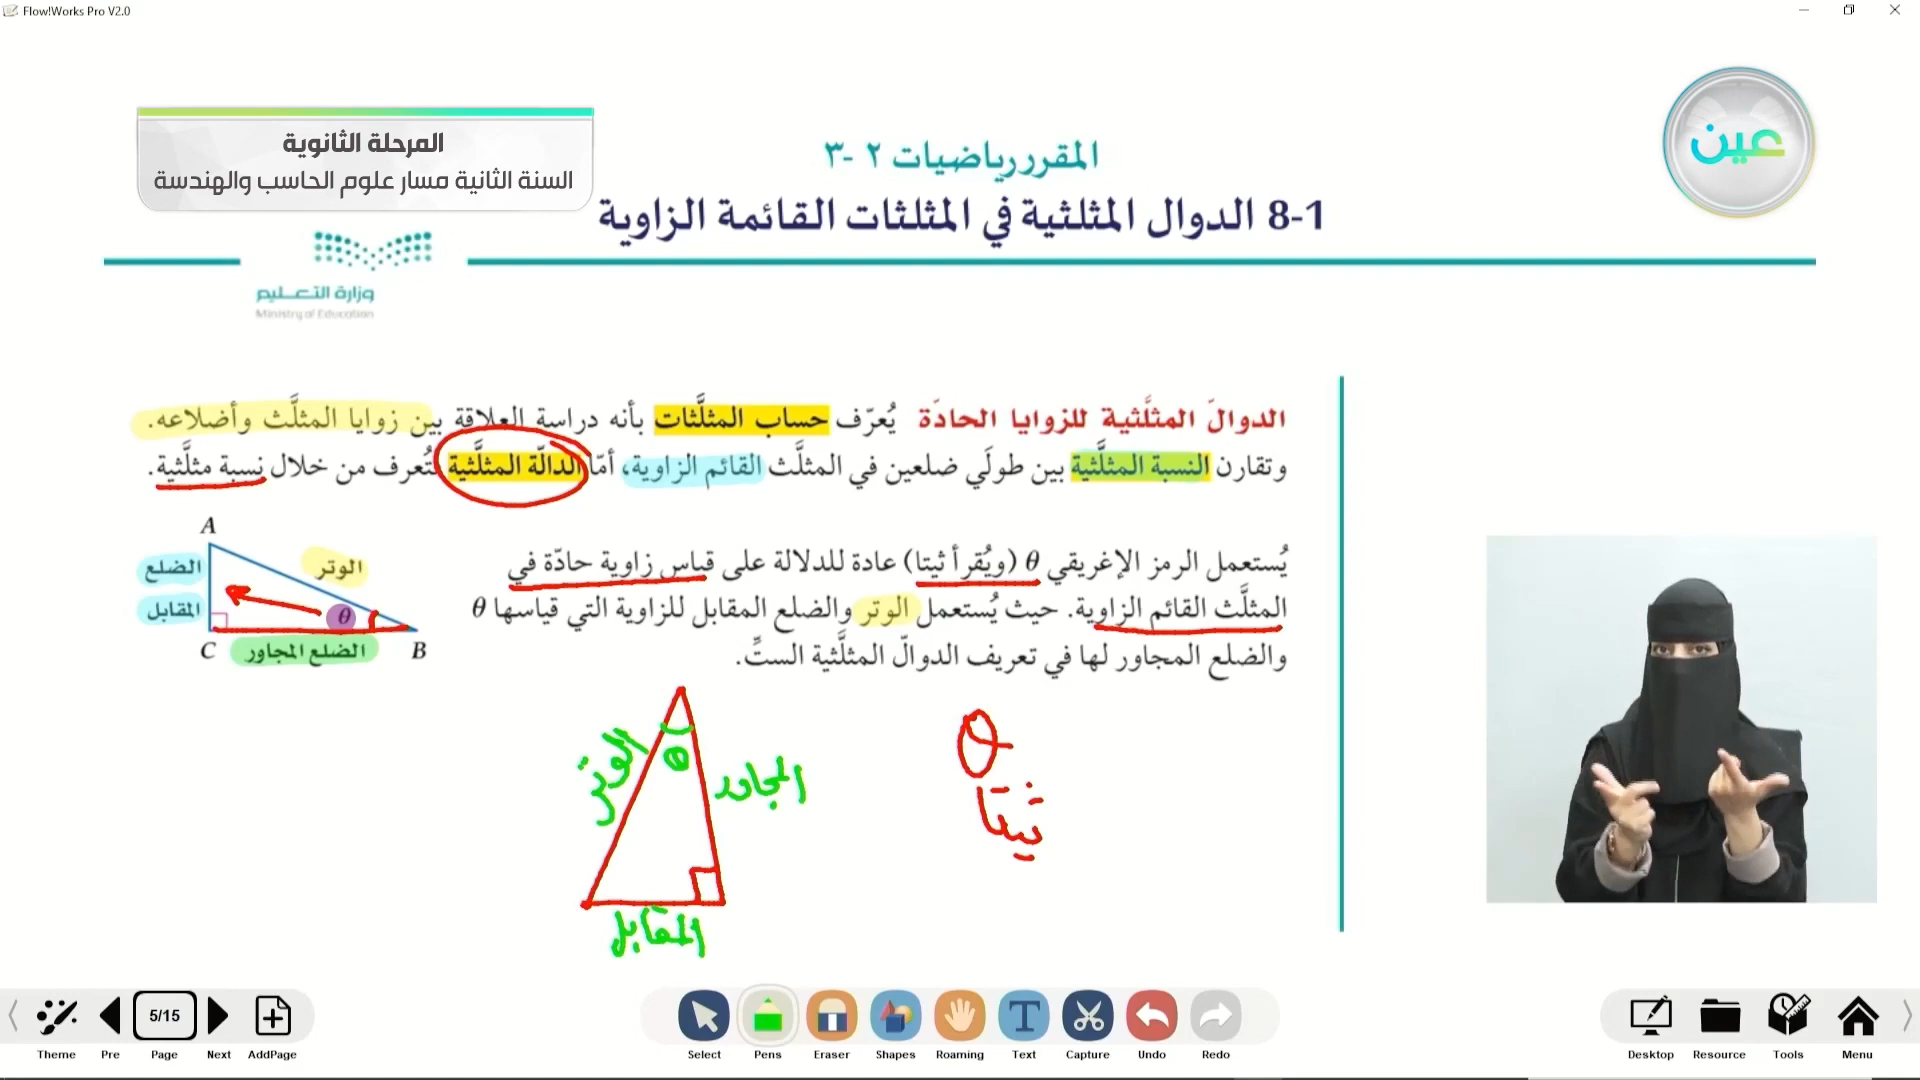 Flow!Works Pro V2.0
عين
المرحلة الثانوية
السنة الثانية مسار علوم الحاسب والهندسة
المقرر رياضيات ٢ -٣
8-1 الدوال المثلثية في المثلثات القائمة الزاوية
وزارة التعليم
Ministry of Education
الدوالّ المثلَّثية للزوايا الحادّة يُعرّف حساب المثلَّثات بأنه دراسة العلاقة بين زوايا المثلَّث وأضلاعه.
وتقارن النسبة المثلَّثية بين طولَي ضلعين في المثلَّث القائم الزاوية، أمّا الدالّة المثلَّثية فتُعرف من خلال نسبة مثلَّثية.
يُستعمل الرمز الإغريقي θ (ويُقرأ ثيتا) عادة للدلالة على قياس زاوية حادّة في
المثلَّث القائم الزاوية. حيث يُستعمل الوتر والضلع المقابل للزاوية التي قياسها θ
والضلع المجاور لها في تعريف الدوالّ المثلَّثية الستِّ.
A
الوتر
الضلع
المقابل
θ
C
الضلع المجاور
B
الوتر
θ
المجاور
المقابل
θ
ثيتا
5/15
Theme
Pre
Page
Next
AddPage
Select
Pens
Eraser
Shapes
Roaming
Text
Capture
Undo
Redo
Desktop
Resource
Tools
Menu